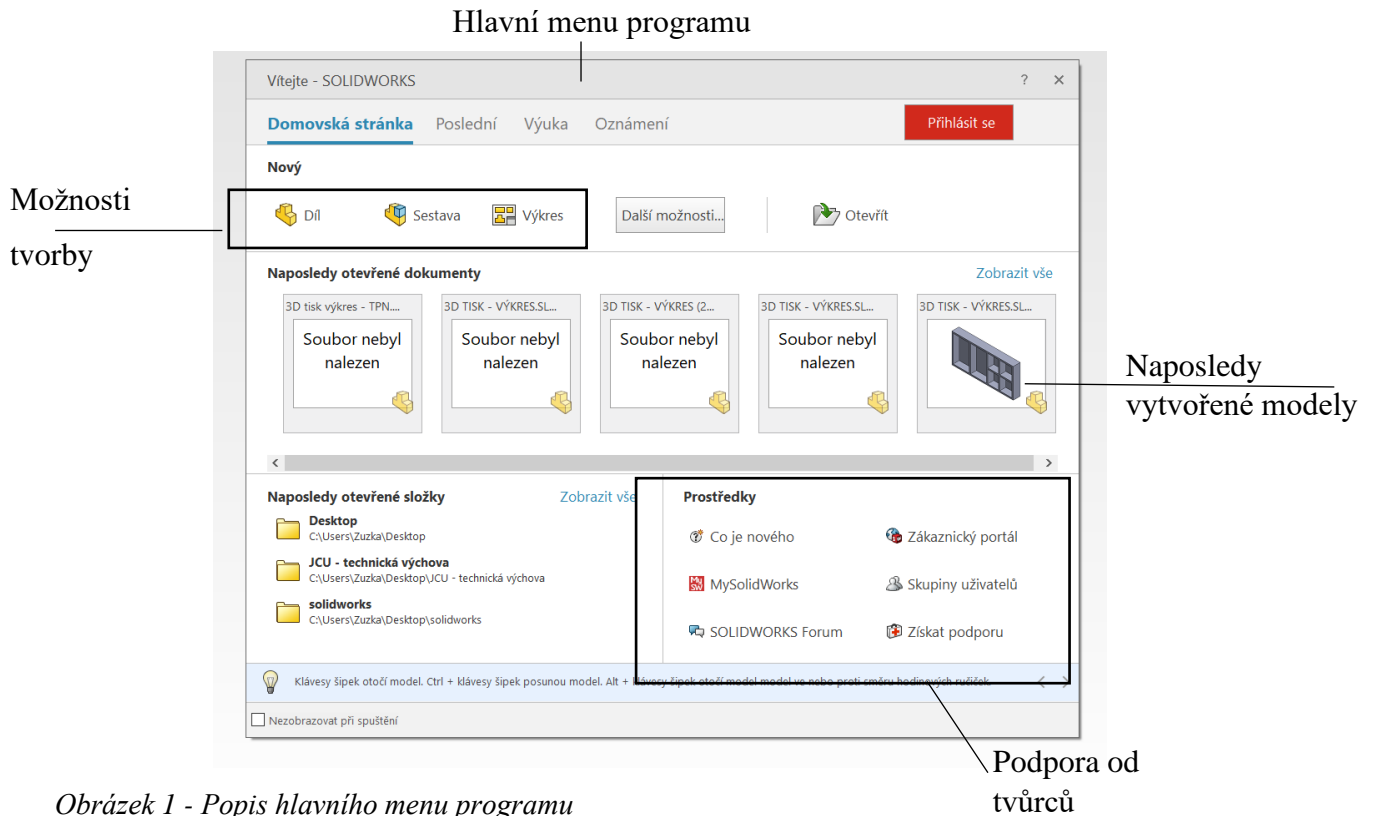 Hlavní menu programu
Vítejte - SOLIDWORKS ? ✕
Domovská stránka Poslední Výuka Oznámení Přihlásit se
Nový
Možnosti
tvorby
Díl Sestava Výkres Další možnosti... Otevřít
Naposledy otevřené dokumenty Zobrazit vše
3D tisk výkres - TPN.... 3D TISK - VÝKRES.SL... 3D TISK - VÝKRES (2... 3D TISK - VÝKRES.SL... 3D TISK - VÝKRES.SL...
Soubor nebyl Soubor nebyl Soubor nebyl Soubor nebyl
nalezen nalezen nalezen nalezen
Naposledy
vytvořené modely
Naposledy otevřené složky Zobrazit vše Prostředky
Desktop
C:\Users\Zuzka\Desktop
Co je nového Zákaznický portál
JCU - technická výchova
C:\Users\Zuzka\Desktop\JCU - technická výchova
MySolidWorks Skupiny uživatelů
solidworks
C:\Users\Zuzka\Desktop\solidworks
SOLIDWORKS Forum Získat podporu
Klávesy šipek otočí model. Ctrl + klávesy šipek posunou model. Alt + klávesy šipek otočí model model ve nebo proti směru hodinových ručiček.
Nezobrazovat při spuštění
Podpora od
tvůrců
Obrázek 1 - Popis hlavního menu programu